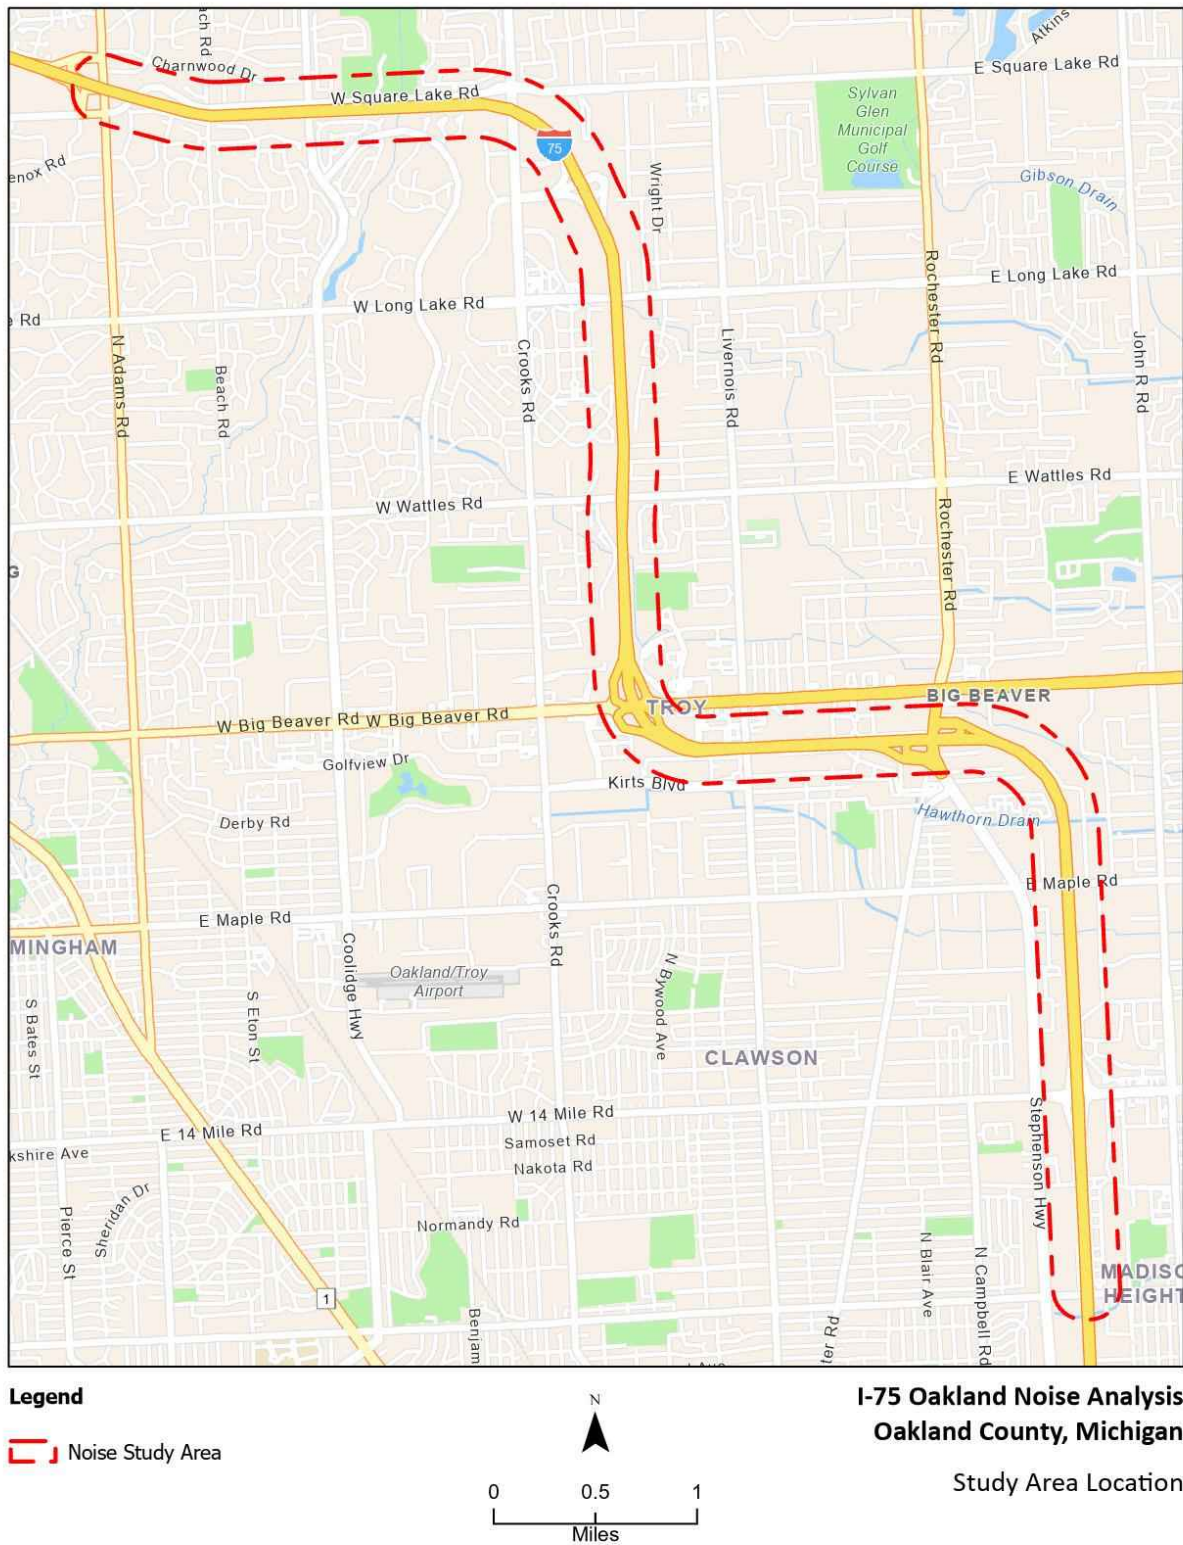 ach Rd
Atkins
Charnwood Dr
E Square Lake Rd
W Square Lake Rd
Sylvan
Glen
Municipal
Golf
Course
75
enox Rd
Wright Dr
Gibson Drain
Rochester Rd
E Long Lake Rd
W Long Lake Rd
e Rd
N Adams Rd
Beach Rd
Crooks Rd
Livernois Rd
John R Rd
E Wattles Rd
W Wattles Rd
Rochester Rd
G
BIG BEAVER
TROY
W Big Beaver Rd
W Big Beaver Rd
Golfview Dr
Kirts Blvd
Derby Rd
Hawthorn Drain
E Maple Rd
Crooks Rd
E Maple Rd
MINGHAM
Coolidge Hwy
Oakland/Troy
Airport
N Bywood Ave
S Bates St
S Eton St
CLAWSON
Stephenson Hwy
W 14 Mile Rd
E 14 Mile Rd
Samoset Rd
kshire Ave
Nakota Rd
Sheridan Dr
Pierce St
Normandy Rd
N Blair Ave
N Campbell Rd
MADISO
HEIGHT
1
Benjam
ter Rd
Legend
Noise Study Area
N
0 0.5 1
Miles
I-75 Oakland Noise Analysis
Oakland County, Michigan
Study Area Location